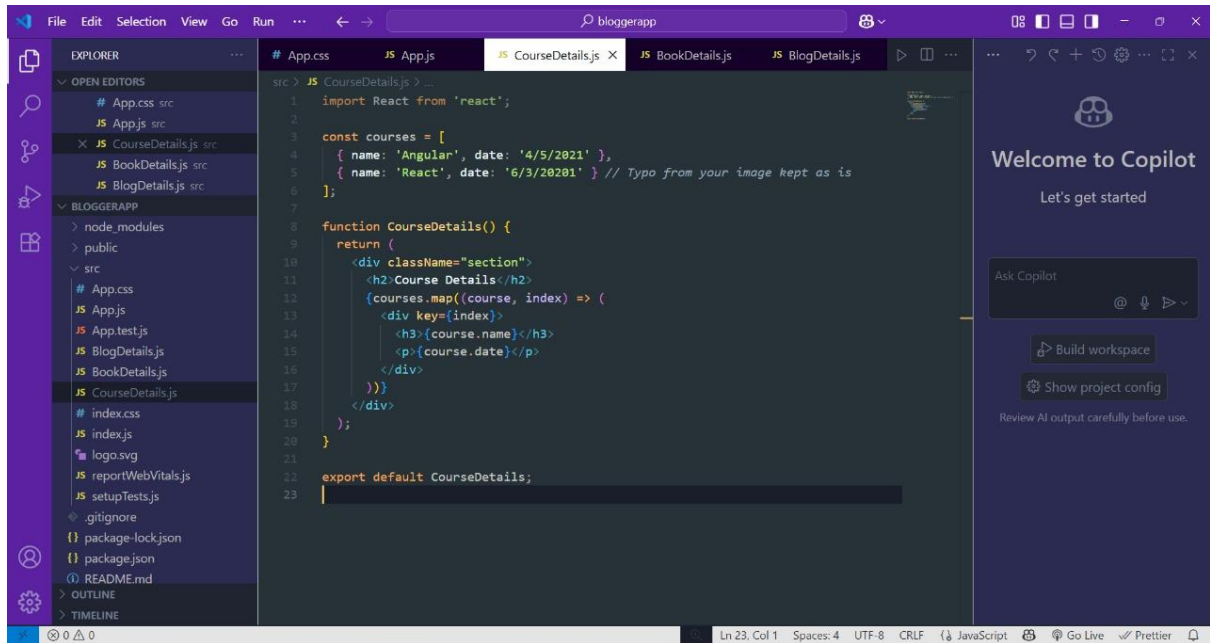 File Edit Selection View Go Run ··· ← → bloggerapp
EXPLORER ···
OPEN EDITORS
# App.css src
JS App.js src
× JS CourseDetails.js src
JS BookDetails.js src
JS BlogDetails.js src
BLOGGERAPP
> node_modules
> public
src
# App.css
JS App.js
JS App.test.js
JS BlogDetails.js
JS BookDetails.js
JS CourseDetails.js
# index.css
JS index.js
logo.svg
JS reportWebVitals.js
JS setupTests.js
.gitignore
{} package-lock.json
{} package.json
README.md
> OUTLINE
> TIMELINE
# App.css JS App.js JS CourseDetails.js × JS BookDetails.js JS BlogDetails.js ···
src > JS CourseDetails.js > ...
1 import React from 'react';
2
3 const courses = [
4 { name: 'Angular', date: '4/5/2021' },
5 { name: 'React', date: '6/3/20201' } // Typo from your image kept as is
6 ];
7
8 function CourseDetails() {
9 return (
10 <div className="section">
11 <h2>Course Details</h2>
12 {courses.map((course, index) => (
13 <div key={index}>
14 <h3>{course.name}</h3>
15 <p>{course.date}</p>
16 </div>
17 ))}
18 </div>
19 );
20 }
21
22 export default CourseDetails;
23
Welcome to Copilot
Let's get started
Ask Copilot
@
Build workspace
Show project config
Review AI output carefully before use.
0 0 Ln 23, Col 1 Spaces: 4 UTF-8 CRLF JavaScript Go Live Prettier